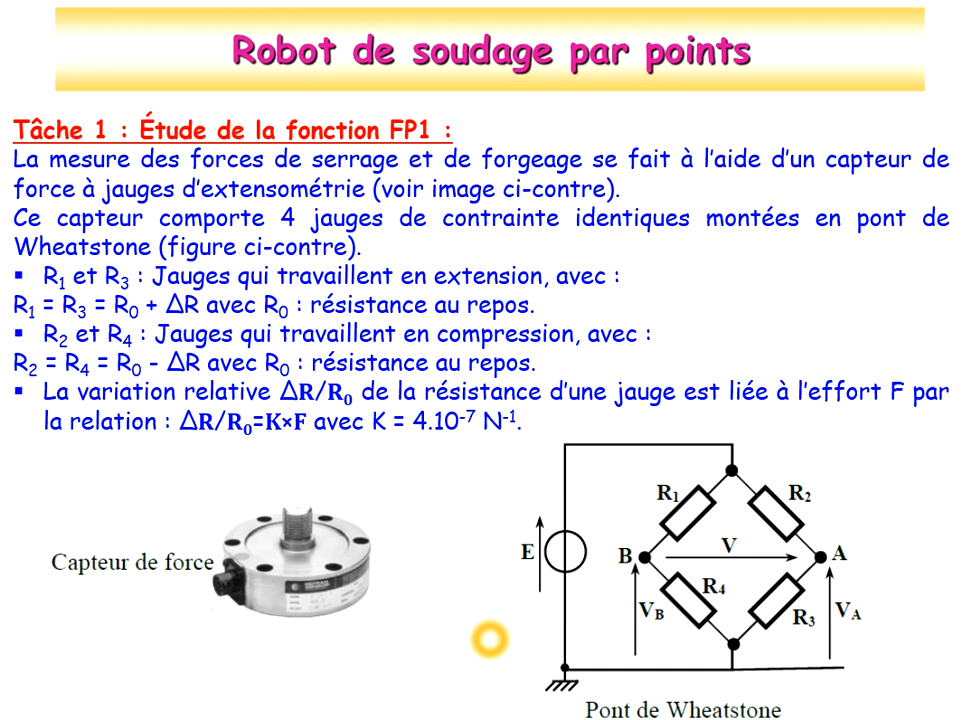 Robot de soudage par points
Tâche 1 : Étude de la fonction FP1 :
La mesure des forces de serrage et de forgeage se fait à l’aide d’un capteur de
force à jauges d’extensométrie (voir image ci-contre).
Ce capteur comporte 4 jauges de contrainte identiques montées en pont de
Wheatstone (figure ci-contre).
▪ R₁ et R₃ : Jauges qui travaillent en extension, avec :
R₁ = R₃ = R₀ + ΔR avec R₀ : résistance au repos.
▪ R₂ et R₄ : Jauges qui travaillent en compression, avec :
R₂ = R₄ = R₀ - ΔR avec R₀ : résistance au repos.
▪ La variation relative ΔR/R₀ de la résistance d’une jauge est liée à l’effort F par
la relation : ΔR/R₀=K×F avec K = 4.10⁻⁷ N⁻¹.
Capteur de force
R₁
R₂
E
B
V
A
R₄
V_B
R₃
V_A
Pont de Wheatstone